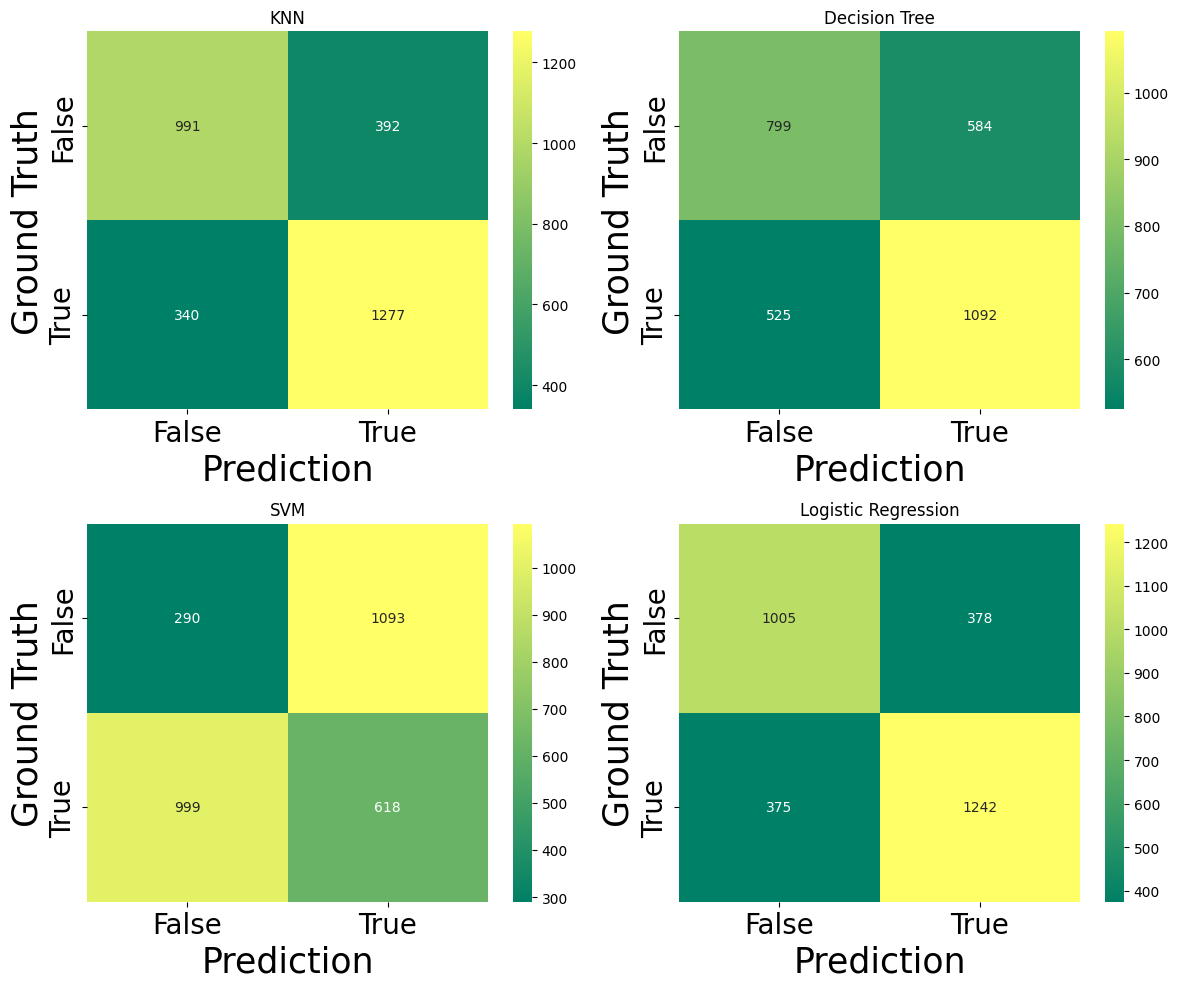 KNN
Ground Truth
False
True
991
392
340
1277
False
True
Prediction
1200
1000
800
600
400
Decision Tree
Ground Truth
False
True
799
584
525
1092
False
True
Prediction
1000
900
800
700
600
SVM
Ground Truth
False
True
290
1093
999
618
False
True
Prediction
1000
900
800
700
600
500
400
300
Logistic Regression
Ground Truth
False
True
1005
378
375
1242
False
True
Prediction
1200
1100
1000
900
800
700
600
500
400